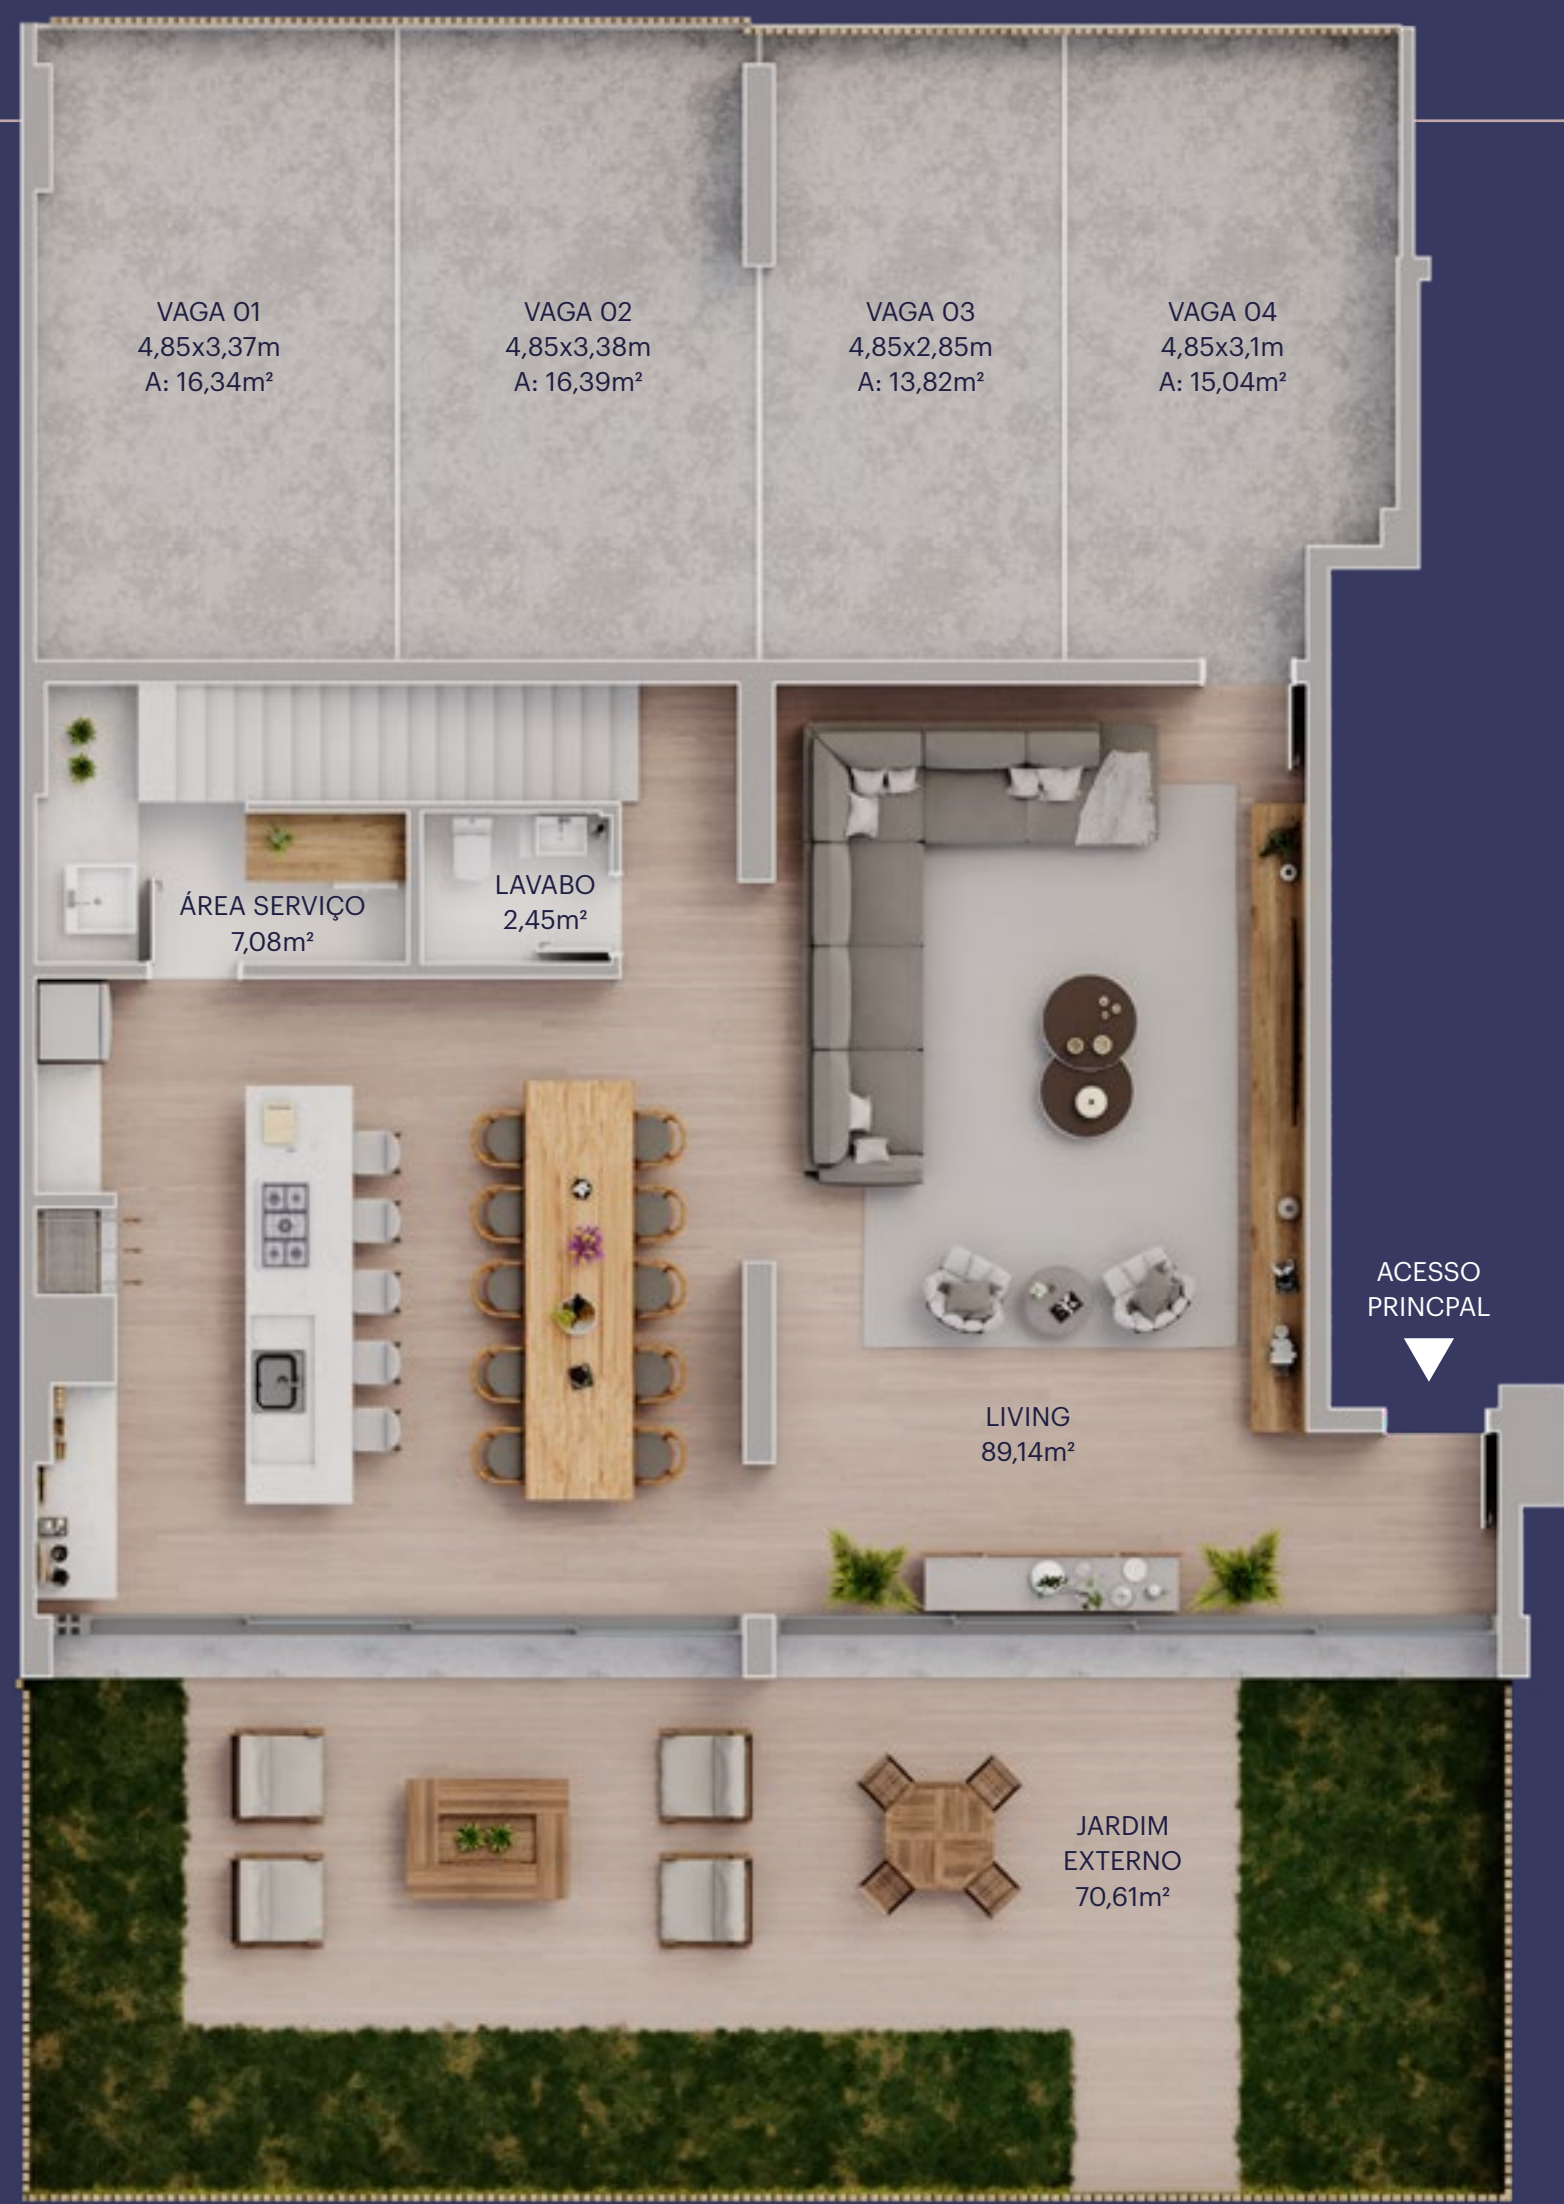 VAGA 01
4,85x3,37m
A: 16,34m²
VAGA 02
4,85x3,38m
A: 16,39m²
VAGA 03
4,85x2,85m
A: 13,82m²
VAGA 04
4,85x3,1m
A: 15,04m²
ÁREA SERVIÇO
7,08m²
LAVABO
2,45m²
ACESSO
PRINCPAL
LIVING
89,14m²
JARDIM
EXTERNO
70,61m²